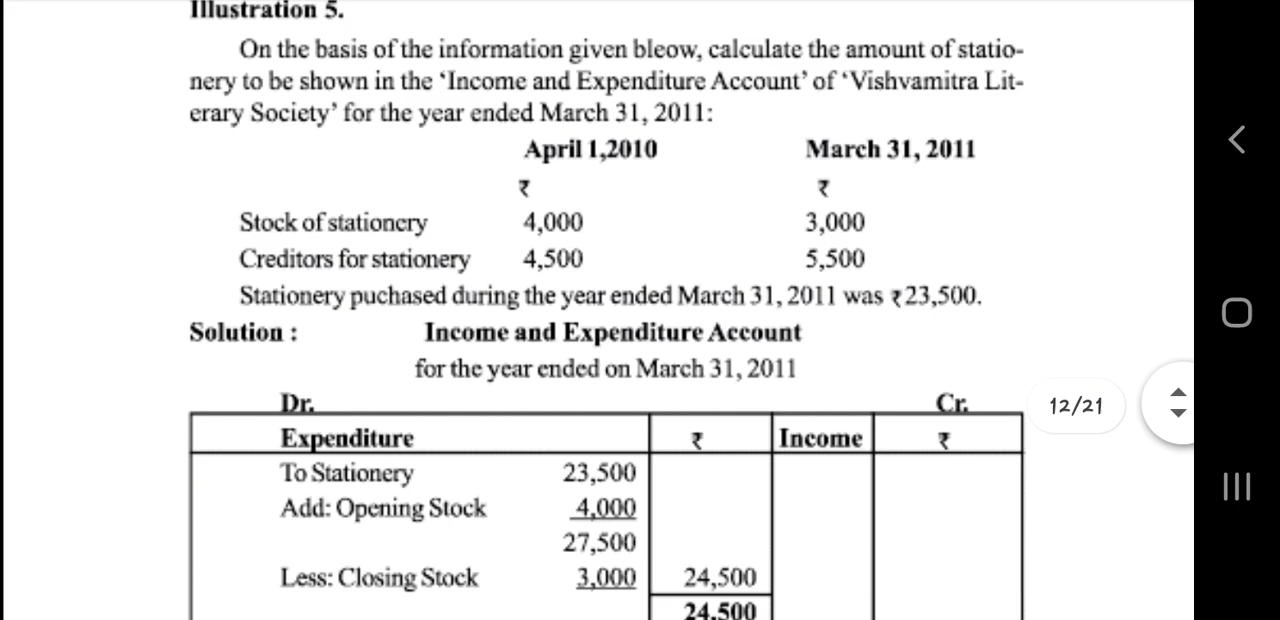 Illustration 5.
On the basis of the information given bleow, calculate the amount of statio-
nery to be shown in the ‘Income and Expenditure Account’ of ‘Vishvamitra Lit-
erary Society’ for the year ended March 31, 2011:
April 1,2010 March 31, 2011
₹ ₹
Stock of stationery 4,000 3,000
Creditors for stationery 4,500 5,500
Stationery puchased during the year ended March 31, 2011 was ₹23,500.
Solution : Income and Expenditure Account
for the year ended on March 31, 2011
Dr. Cr.
12/21
Expenditure ₹ Income ₹
To Stationery 23,500
Add: Opening Stock 4,000
27,500
Less: Closing Stock 3,000 24,500
24,500